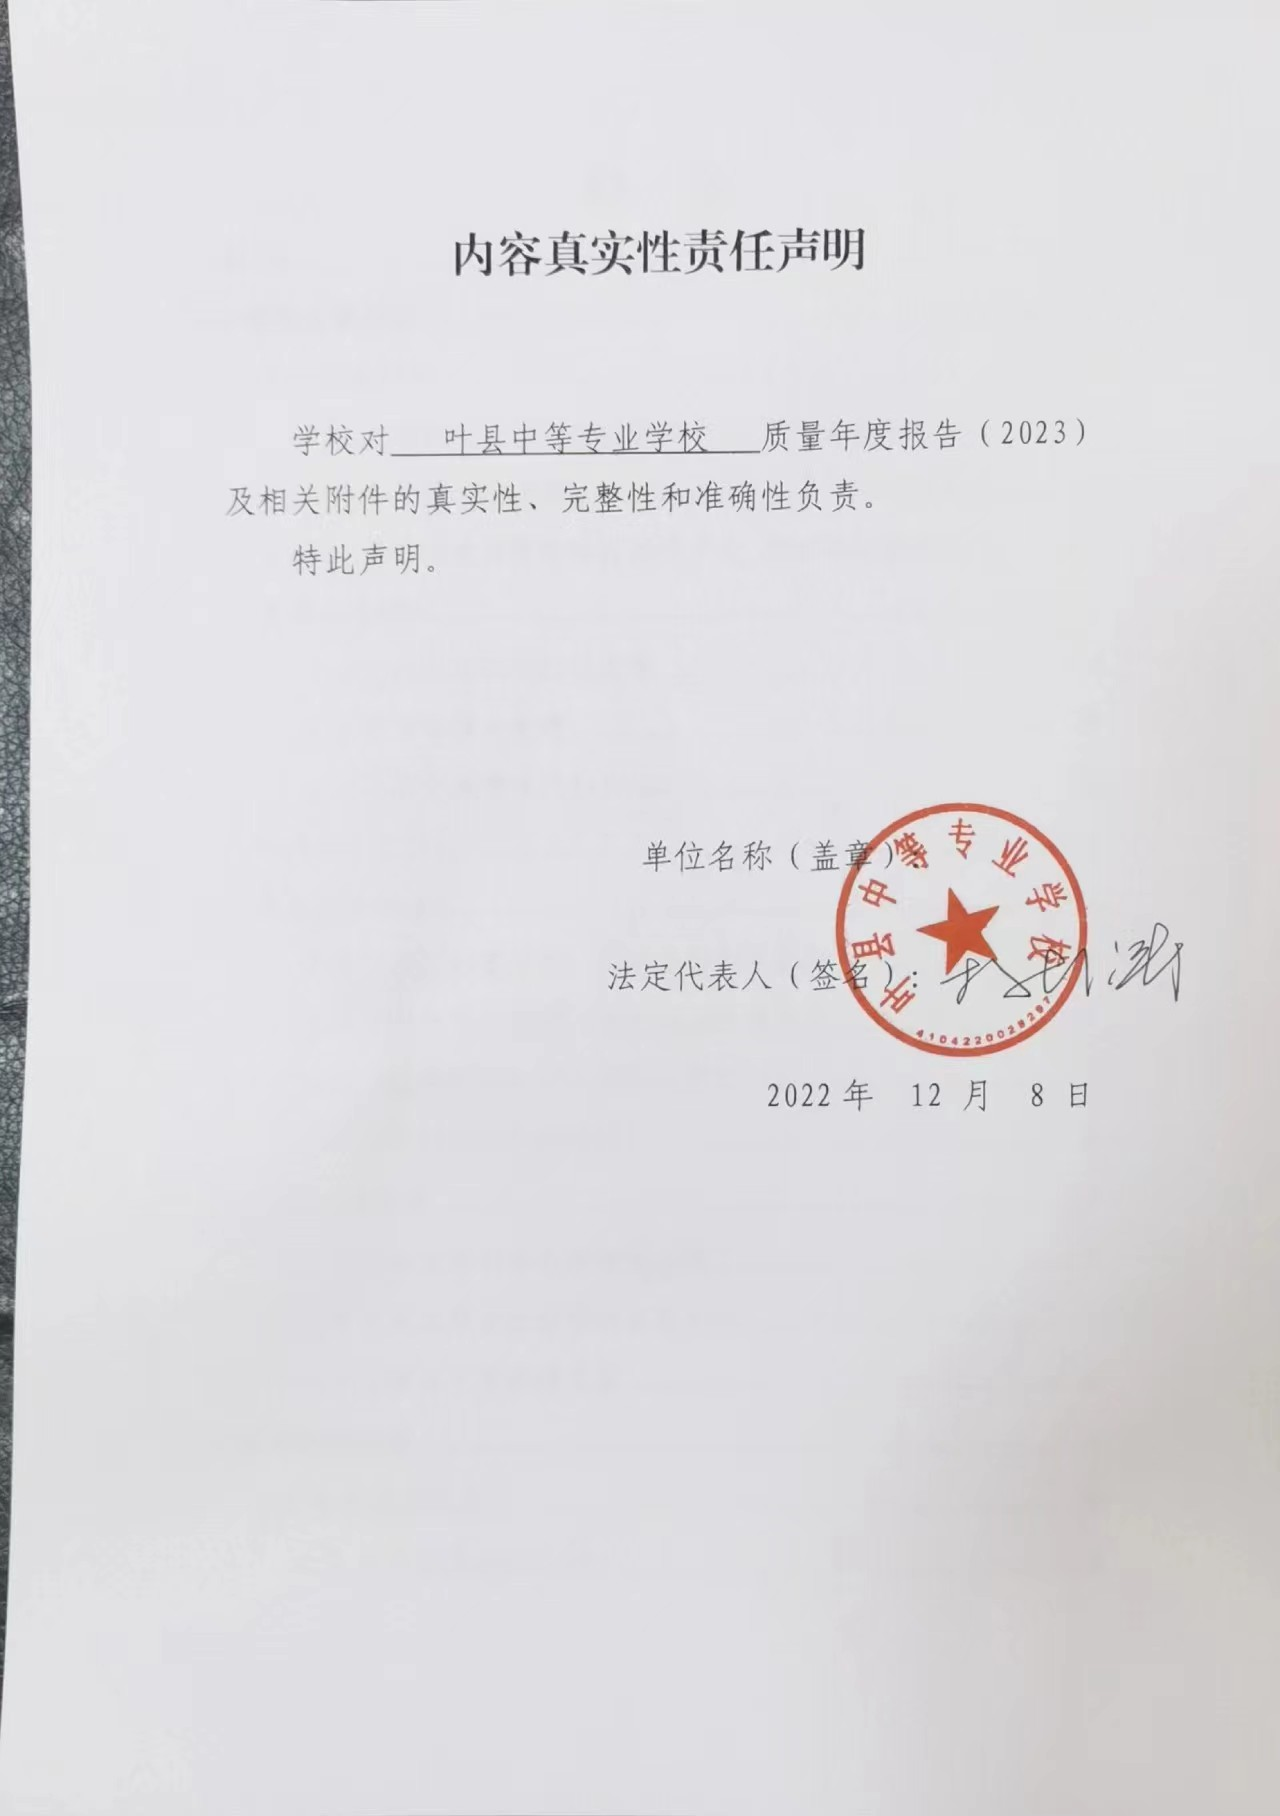 内容真实性责任声明
学校对 叶县中等专业学校 质量年度报告（2023）
及相关附件的真实性、完整性和准确性负责。
特此声明。
单位名称（盖章）：
叶县中等专业学校
法定代表人（签名）：
4104220028297
2022年 12 月 8 日